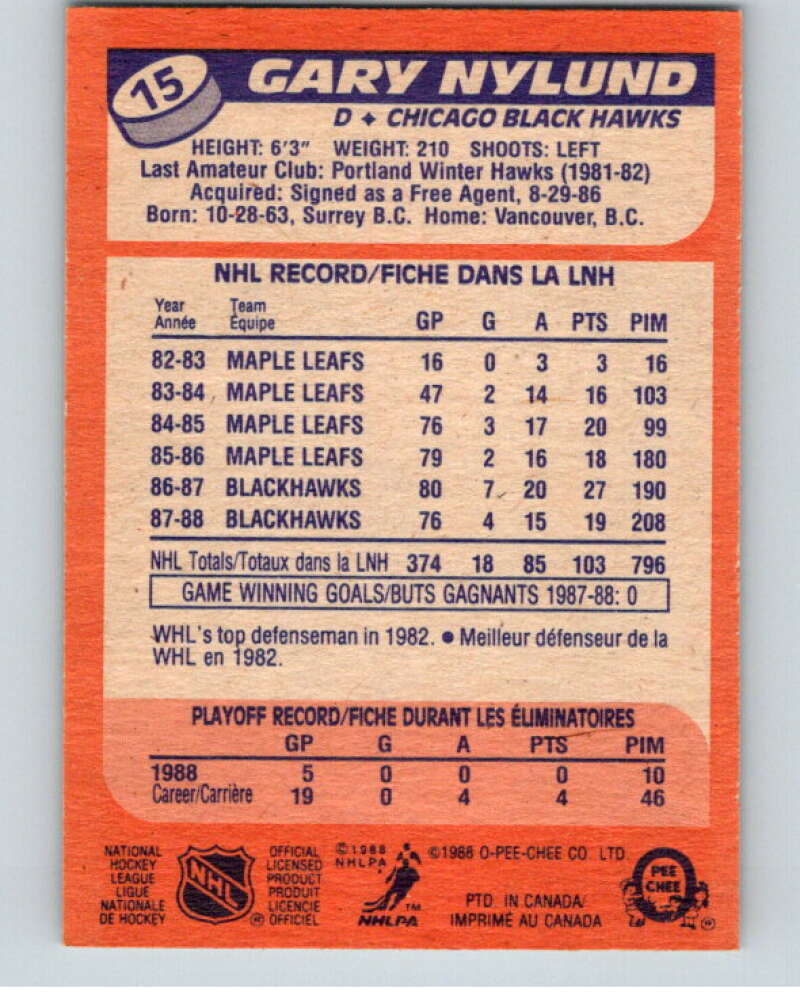 15
GARY NYLUND
D ✦ CHICAGO BLACK HAWKS
HEIGHT: 6'3" WEIGHT: 210 SHOOTS: LEFT
Last Amateur Club: Portland Winter Hawks (1981-82)
Acquired: Signed as a Free Agent, 8-29-86
Born: 10-28-63, Surrey B.C. Home: Vancouver, B.C.
NHL RECORD/FICHE DANS LA LNH
Year Team
Année Équipe GP G A PTS PIM
82-83 MAPLE LEAFS 16 0 3 3 16
83-84 MAPLE LEAFS 47 2 14 16 103
84-85 MAPLE LEAFS 76 3 17 20 99
85-86 MAPLE LEAFS 79 2 16 18 180
86-87 BLACKHAWKS 80 7 20 27 190
87-88 BLACKHAWKS 76 4 15 19 208
NHL Totals/Totaux dans la LNH 374 18 85 103 796
GAME WINNING GOALS/BUTS GAGNANTS 1987-88: 0
WHL's top defenseman in 1982. ● Meilleur défenseur de la
WHL en 1982.
PLAYOFF RECORD/FICHE DURANT LES ÉLIMINATOIRES
GP G A PTS PIM
1988 5 0 0 0 10
Career/Carrière 19 0 4 4 46
NATIONAL
HOCKEY
LEAGUE
LIGUE
NATIONALE
DE HOCKEY
NHL
®
OFFICIAL
LICENSED
PRODUCT
PRODUIT
LICENCIE
OFFICIEL
©1988
NHLPA
TM
NHLPA
©1988 O-PEE-CHEE CO. LTD.
PTD. IN CANADA/
IMPRIMÉ AU CANADA
PEE
CHEE